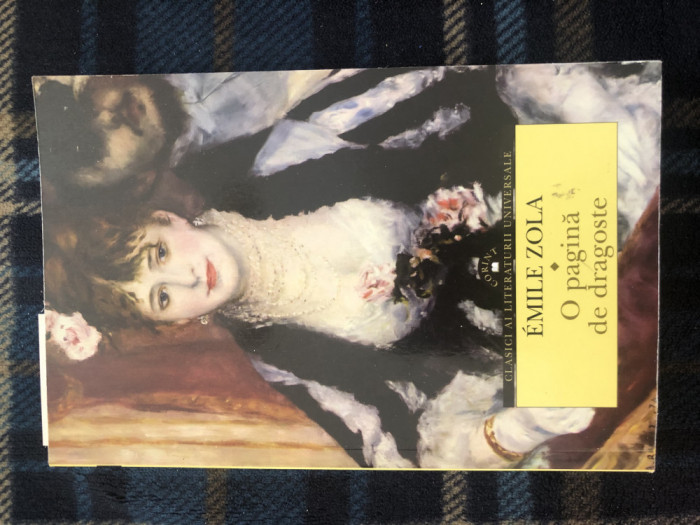 CORINT
CLASICI AI LITERATURII UNIVERSALE
ÉMILE ZOLA
O pagină
de dragoste